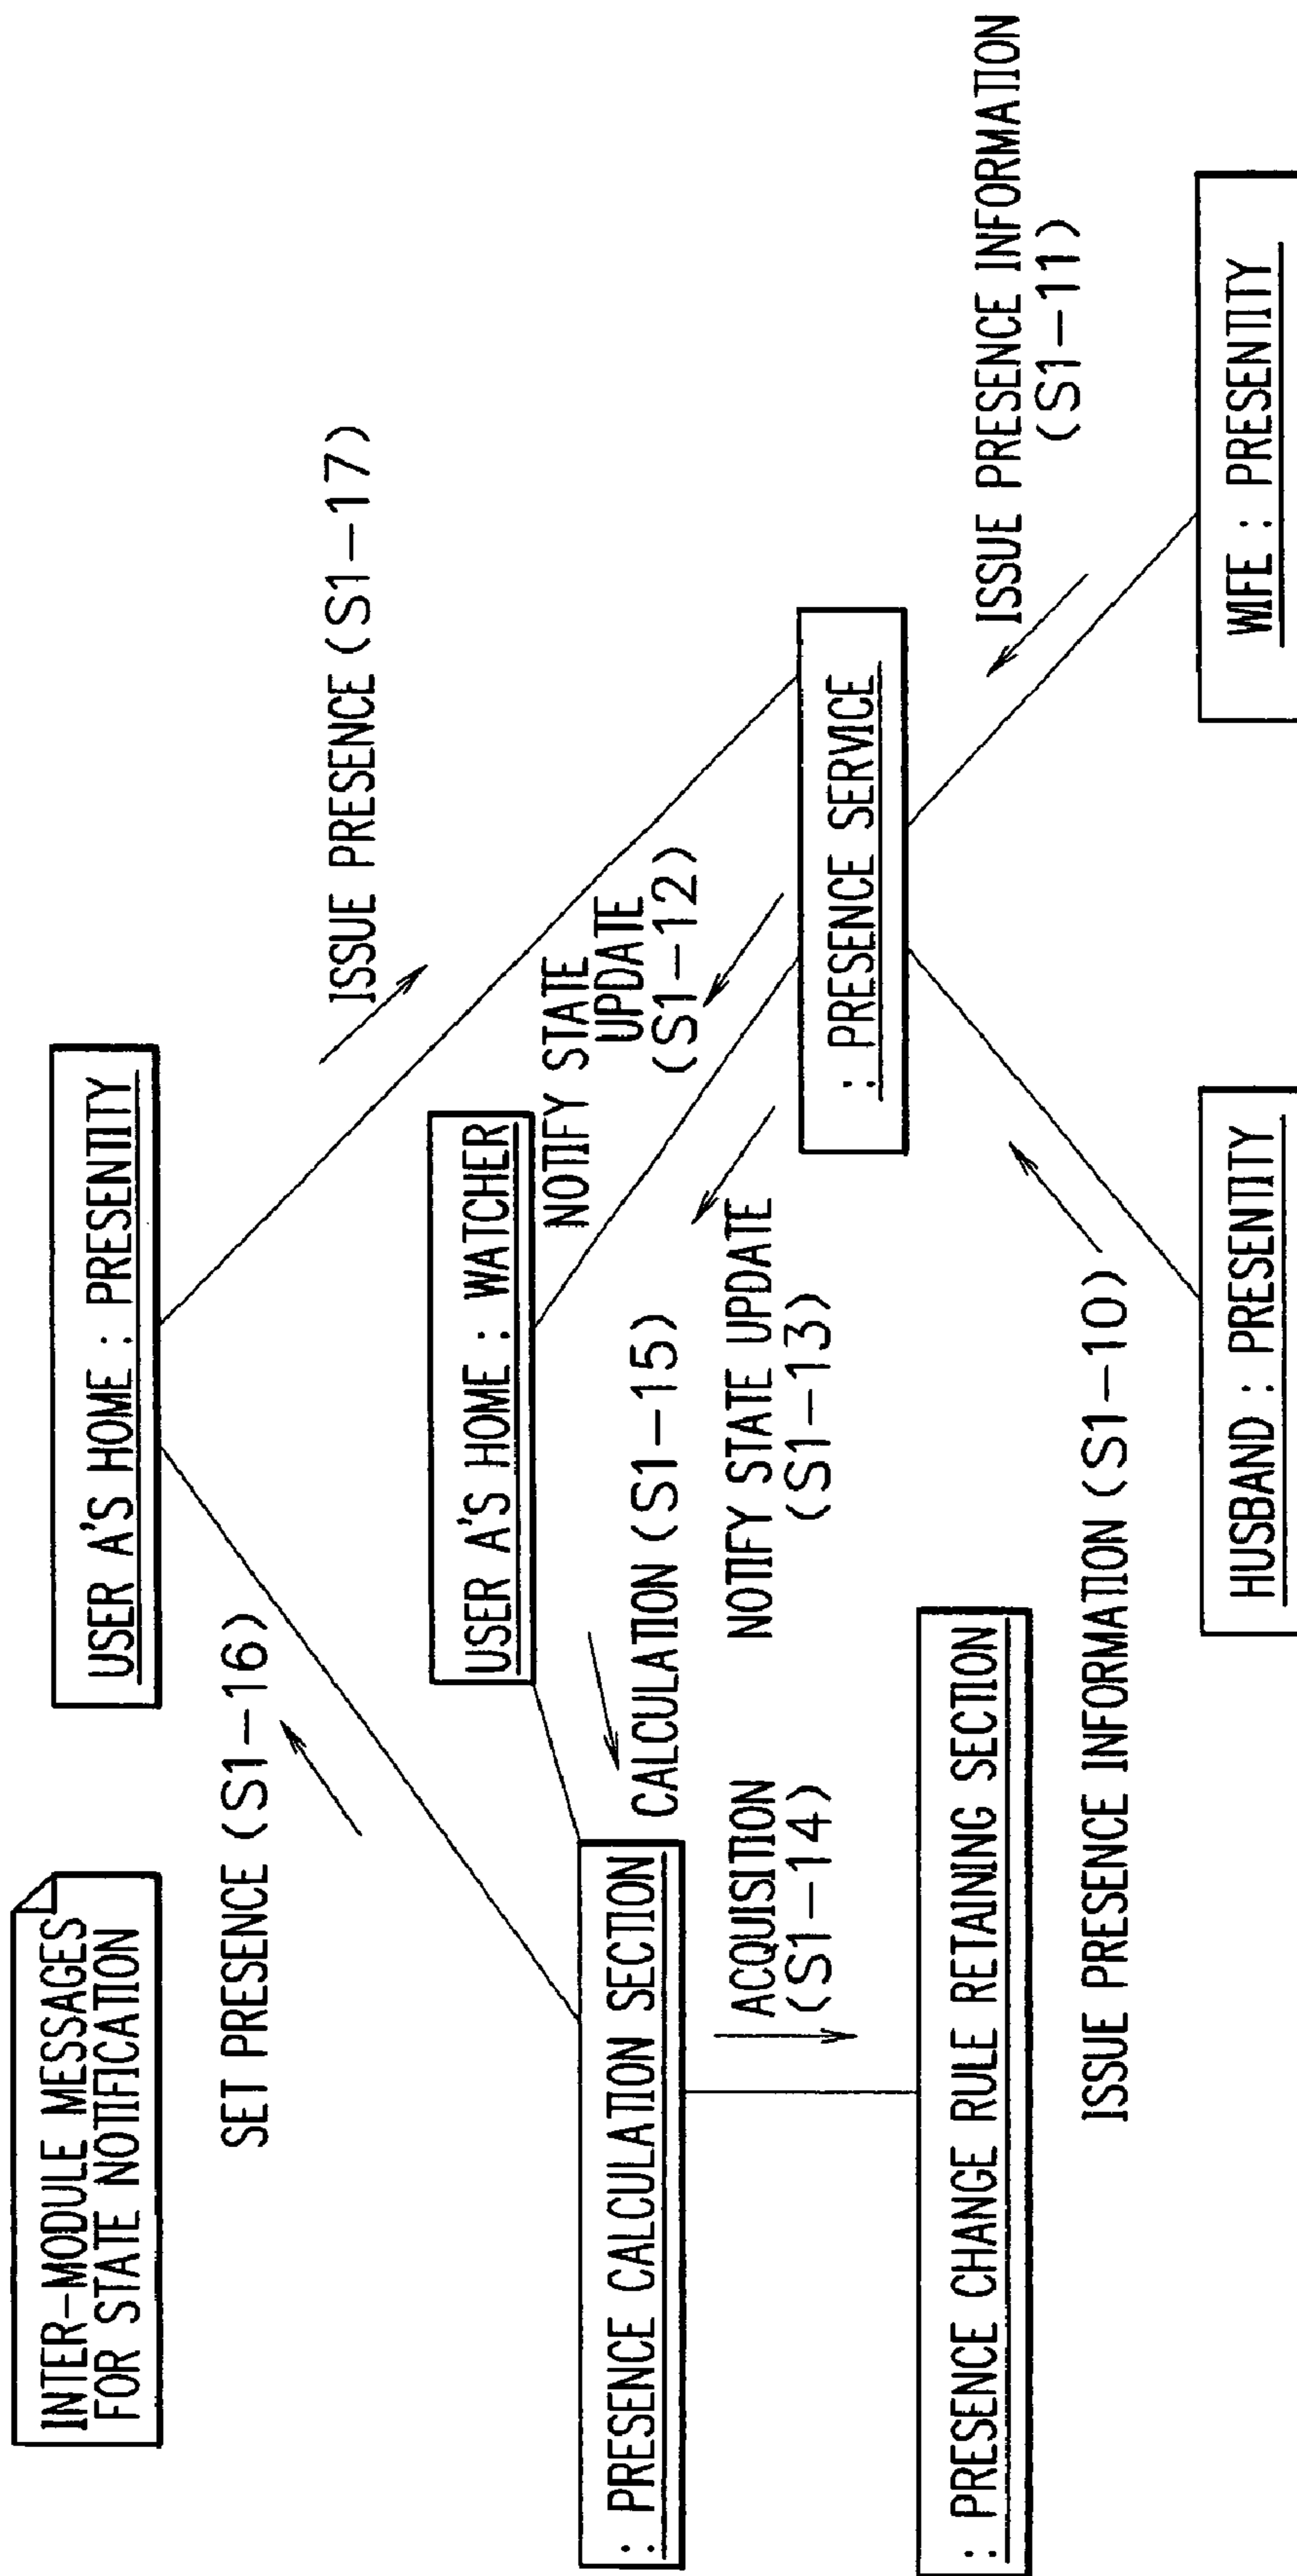 INTER-MODULE MESSAGES
FOR STATE NOTIFICATION
USER A'S HOME : PRESENTITY
SET PRESENCE (S1-16)
ISSUE PRESENCE (S1-17)
USER A'S HOME : WATCHER
NOTIFY STATE
UPDATE
(S1-12)
: PRESENCE CALCULATION SECTION
CALCULATION (S1-15)
ACQUISITION
(S1-14)
NOTIFY STATE UPDATE
(S1-13)
: PRESENCE SERVICE
: PRESENCE CHANGE RULE RETAINING SECTION
ISSUE PRESENCE INFORMATION
(S1-11)
ISSUE PRESENCE INFORMATION (S1-10)
HUSBAND : PRESENTITY
WIFE : PRESENTITY